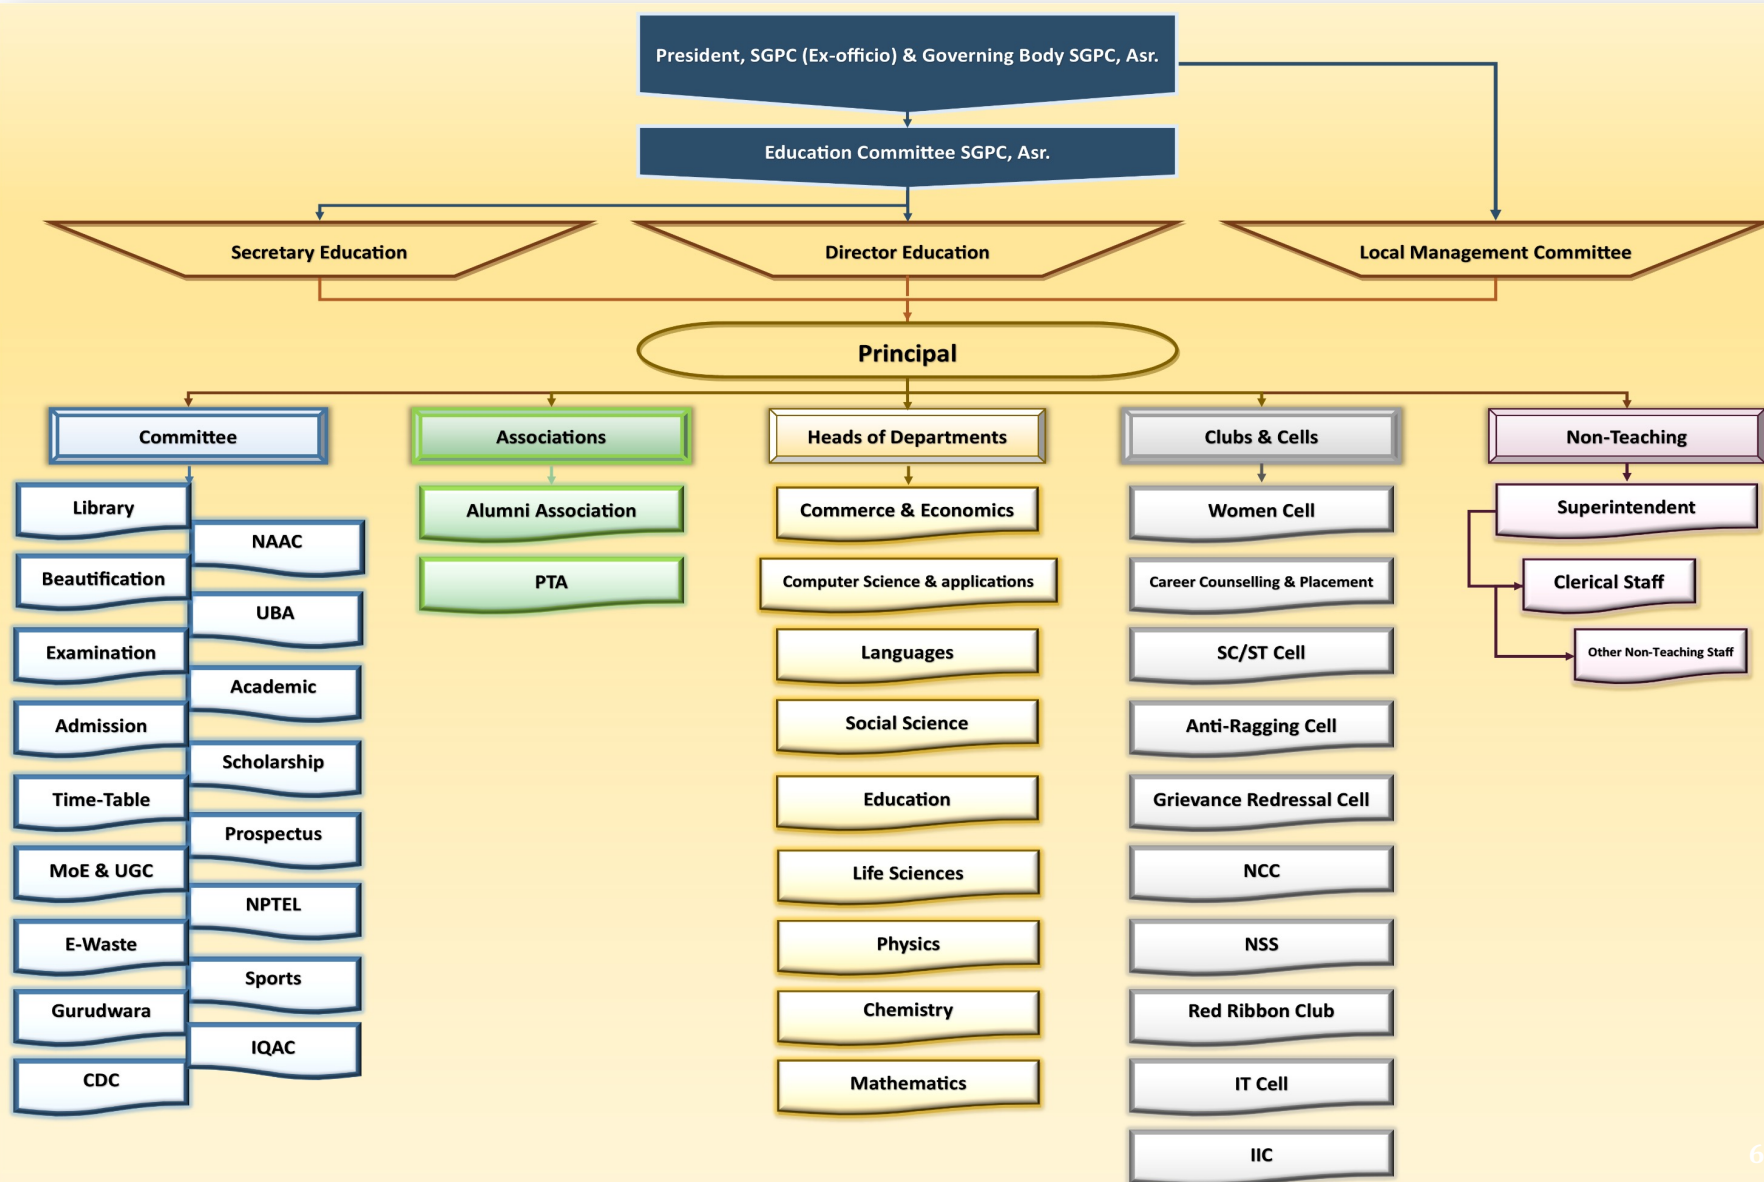 President, SGPC (Ex-officio) & Governing Body SGPC, Asr.
Education Committee SGPC, Asr.
Secretary Education
Director Education
Local Management Committee
Principal
Committee
Associations
Heads of Departments
Clubs & Cells
Non-Teaching
Library
NAAC
Beautification
UBA
Examination
Academic
Admission
Scholarship
Time-Table
Prospectus
MoE & UGC
NPTEL
E-Waste
Sports
Gurudwara
IQAC
CDC
Alumni Association
PTA
Commerce & Economics
Computer Science & applications
Languages
Social Science
Education
Life Sciences
Physics
Chemistry
Mathematics
Women Cell
Career Counselling & Placement
SC/ST Cell
Anti-Ragging Cell
Grievance Redressal Cell
NCC
NSS
Red Ribbon Club
IT Cell
IIC
Superintendent
Clerical Staff
Other Non-Teaching Staff
6